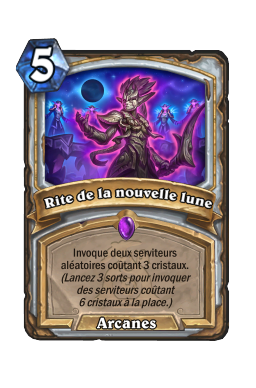 5
Rite de la nouvelle lune
Invoque deux serviteurs
aléatoires coûtant 3 cristaux.
(Lancez 3 sorts pour invoquer
des serviteurs coûtant
6 cristaux à la place.)
Arcanes